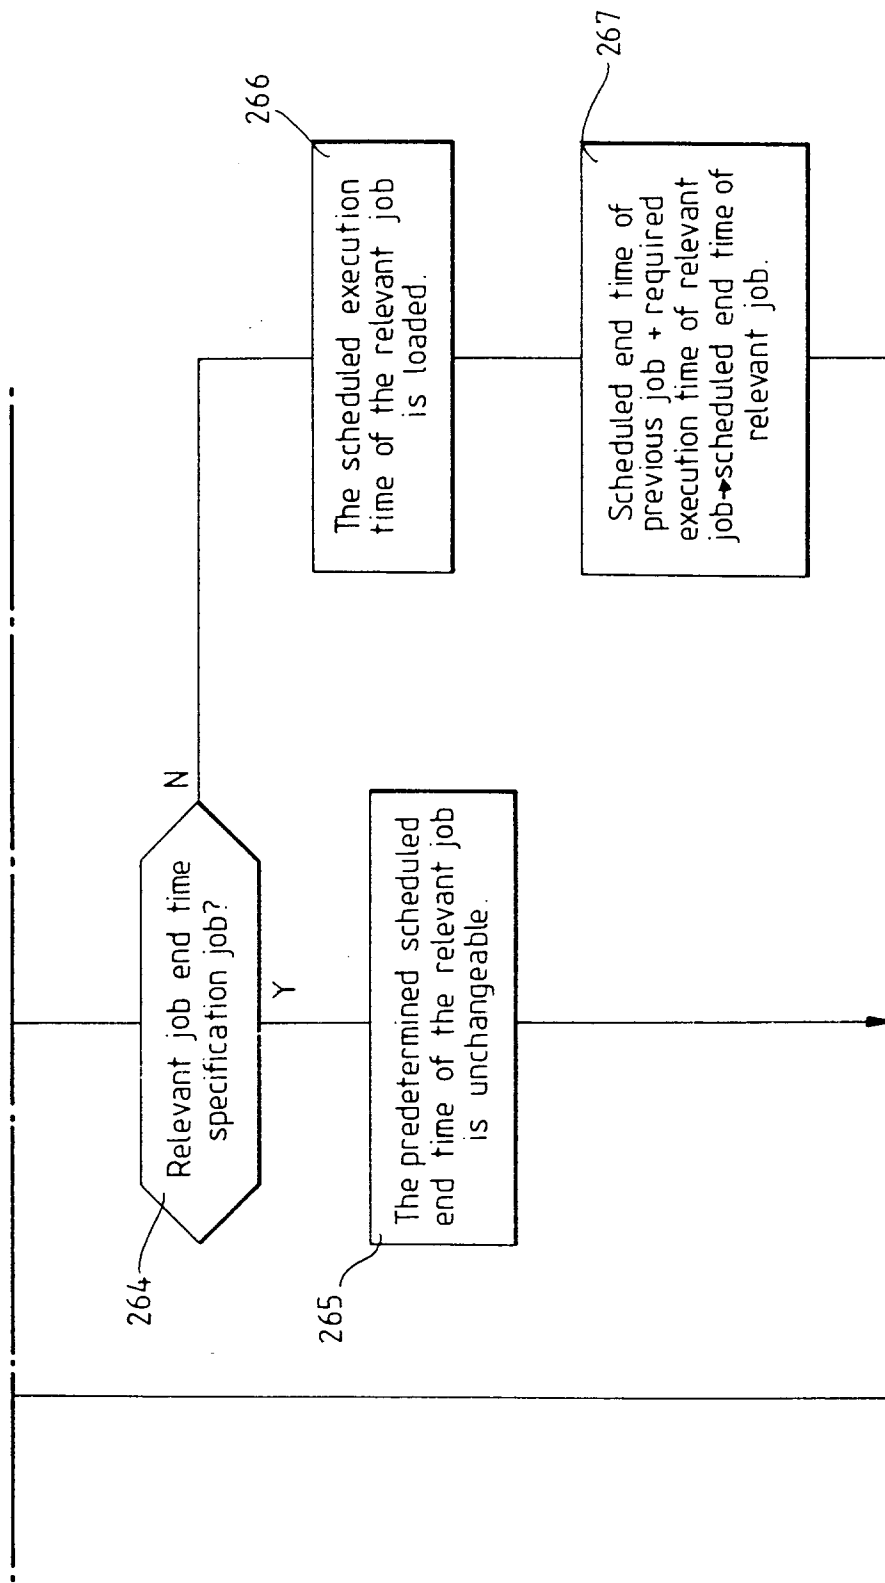 264
Relevant job end time
specification job?
N
Y
265
The predetermined scheduled
end time of the relevant job
is unchangeable.
266
The scheduled execution
time of the relevant job
is loaded.
267
Scheduled end time of
previous job + required
execution time of relevant
job→scheduled end time of
relevant job.